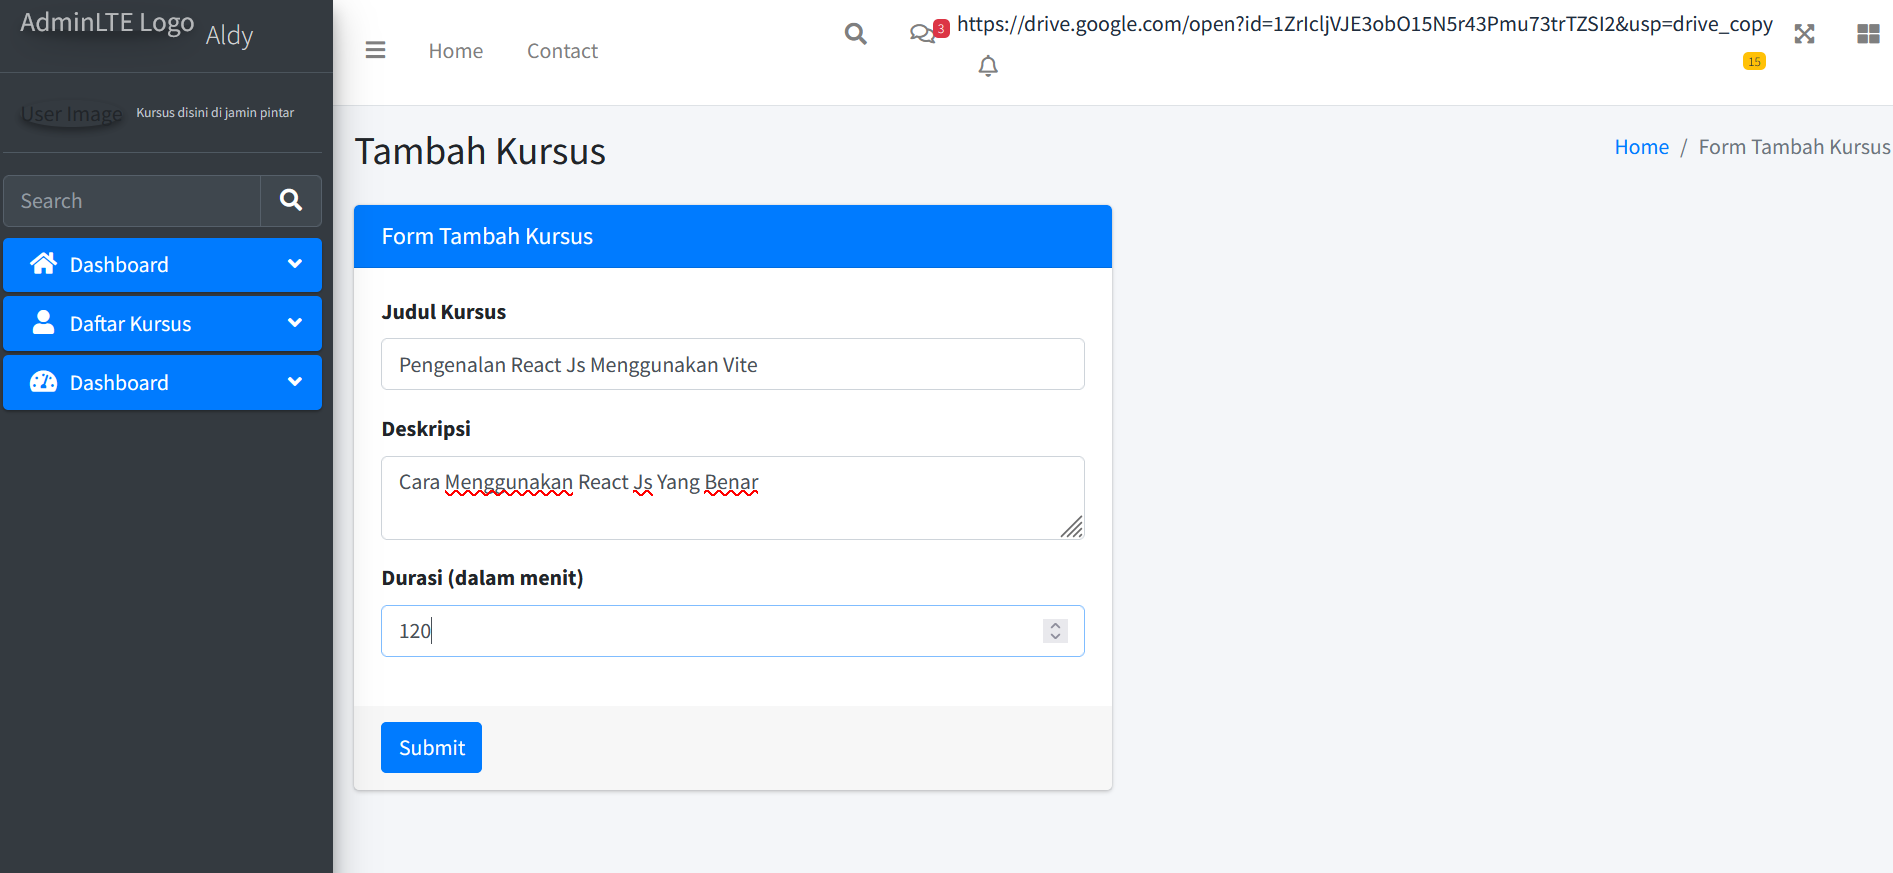 AdminLTE Logo Aldy
User Image Kursus disini di jamin pintar
Search
Dashboard
Daftar Kursus
Dashboard
Home Contact
3 https://drive.google.com/open?id=1ZrIcljVJE3obO15N5r43Pmu73trTZSI2&usp=drive_copy
15
Tambah Kursus
Home / Form Tambah Kursus
Form Tambah Kursus
Judul Kursus
Pengenalan React Js Menggunakan Vite
Deskripsi
Cara Menggunakan React Js Yang Benar
Durasi (dalam menit)
120
Submit